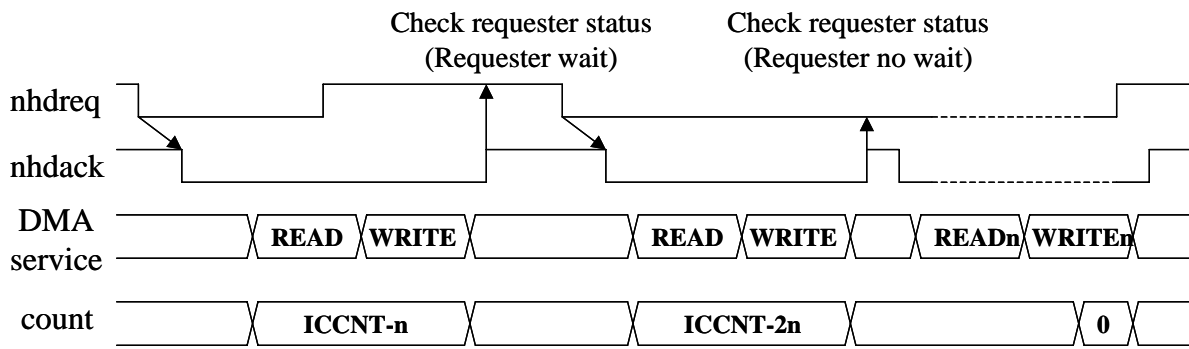 Check requester status
(Requester wait)
Check requester status
(Requester no wait)
nhdreq
nhdack
DMA
service
READ WRITE READ WRITE READn WRITEn
count
ICCNT-n ICCNT-2n 0